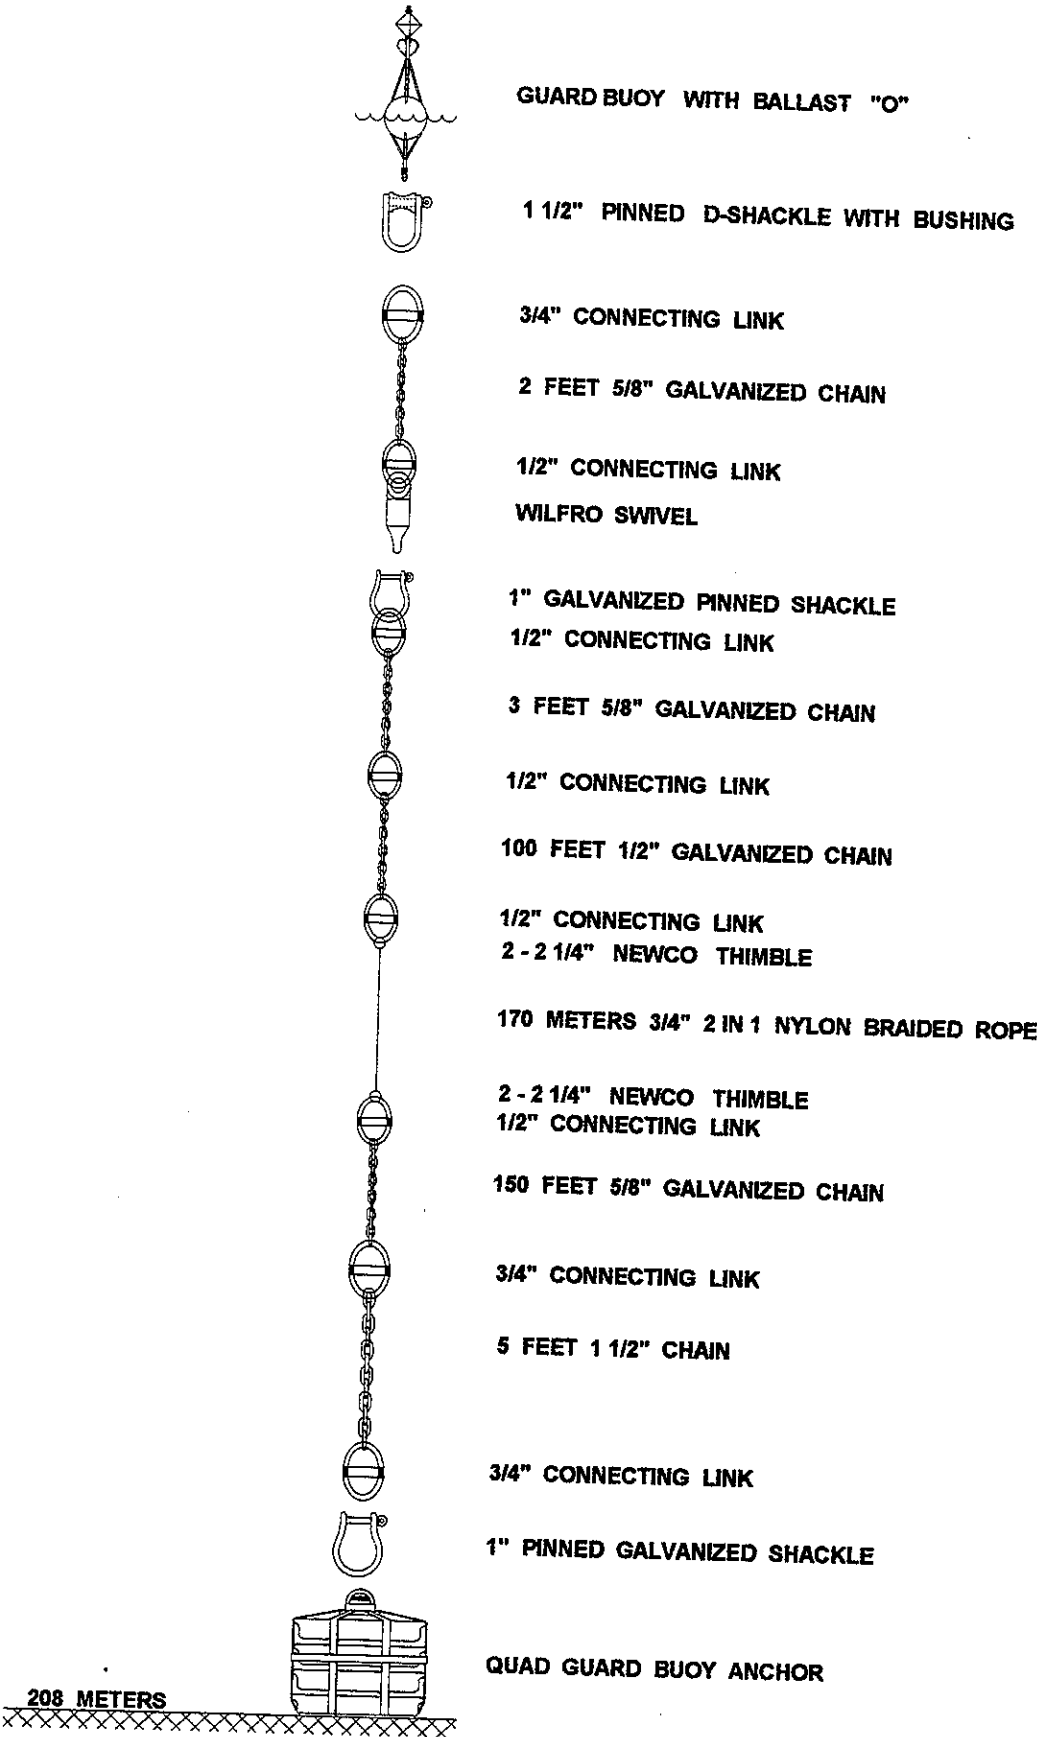 GUARD BUOY WITH BALLAST "O"
1 1/2" PINNED D-SHACKLE WITH BUSHING
3/4" CONNECTING LINK
2 FEET 5/8" GALVANIZED CHAIN
1/2" CONNECTING LINK
WILFRO SWIVEL
1" GALVANIZED PINNED SHACKLE
1/2" CONNECTING LINK
3 FEET 5/8" GALVANIZED CHAIN
1/2" CONNECTING LINK
100 FEET 1/2" GALVANIZED CHAIN
1/2" CONNECTING LINK
2 - 2 1/4" NEWCO THIMBLE
170 METERS 3/4" 2 IN 1 NYLON BRAIDED ROPE
2 - 2 1/4" NEWCO THIMBLE
1/2" CONNECTING LINK
150 FEET 5/8" GALVANIZED CHAIN
3/4" CONNECTING LINK
5 FEET 1 1/2" CHAIN
3/4" CONNECTING LINK
1" PINNED GALVANIZED SHACKLE
QUAD GUARD BUOY ANCHOR
208 METERS